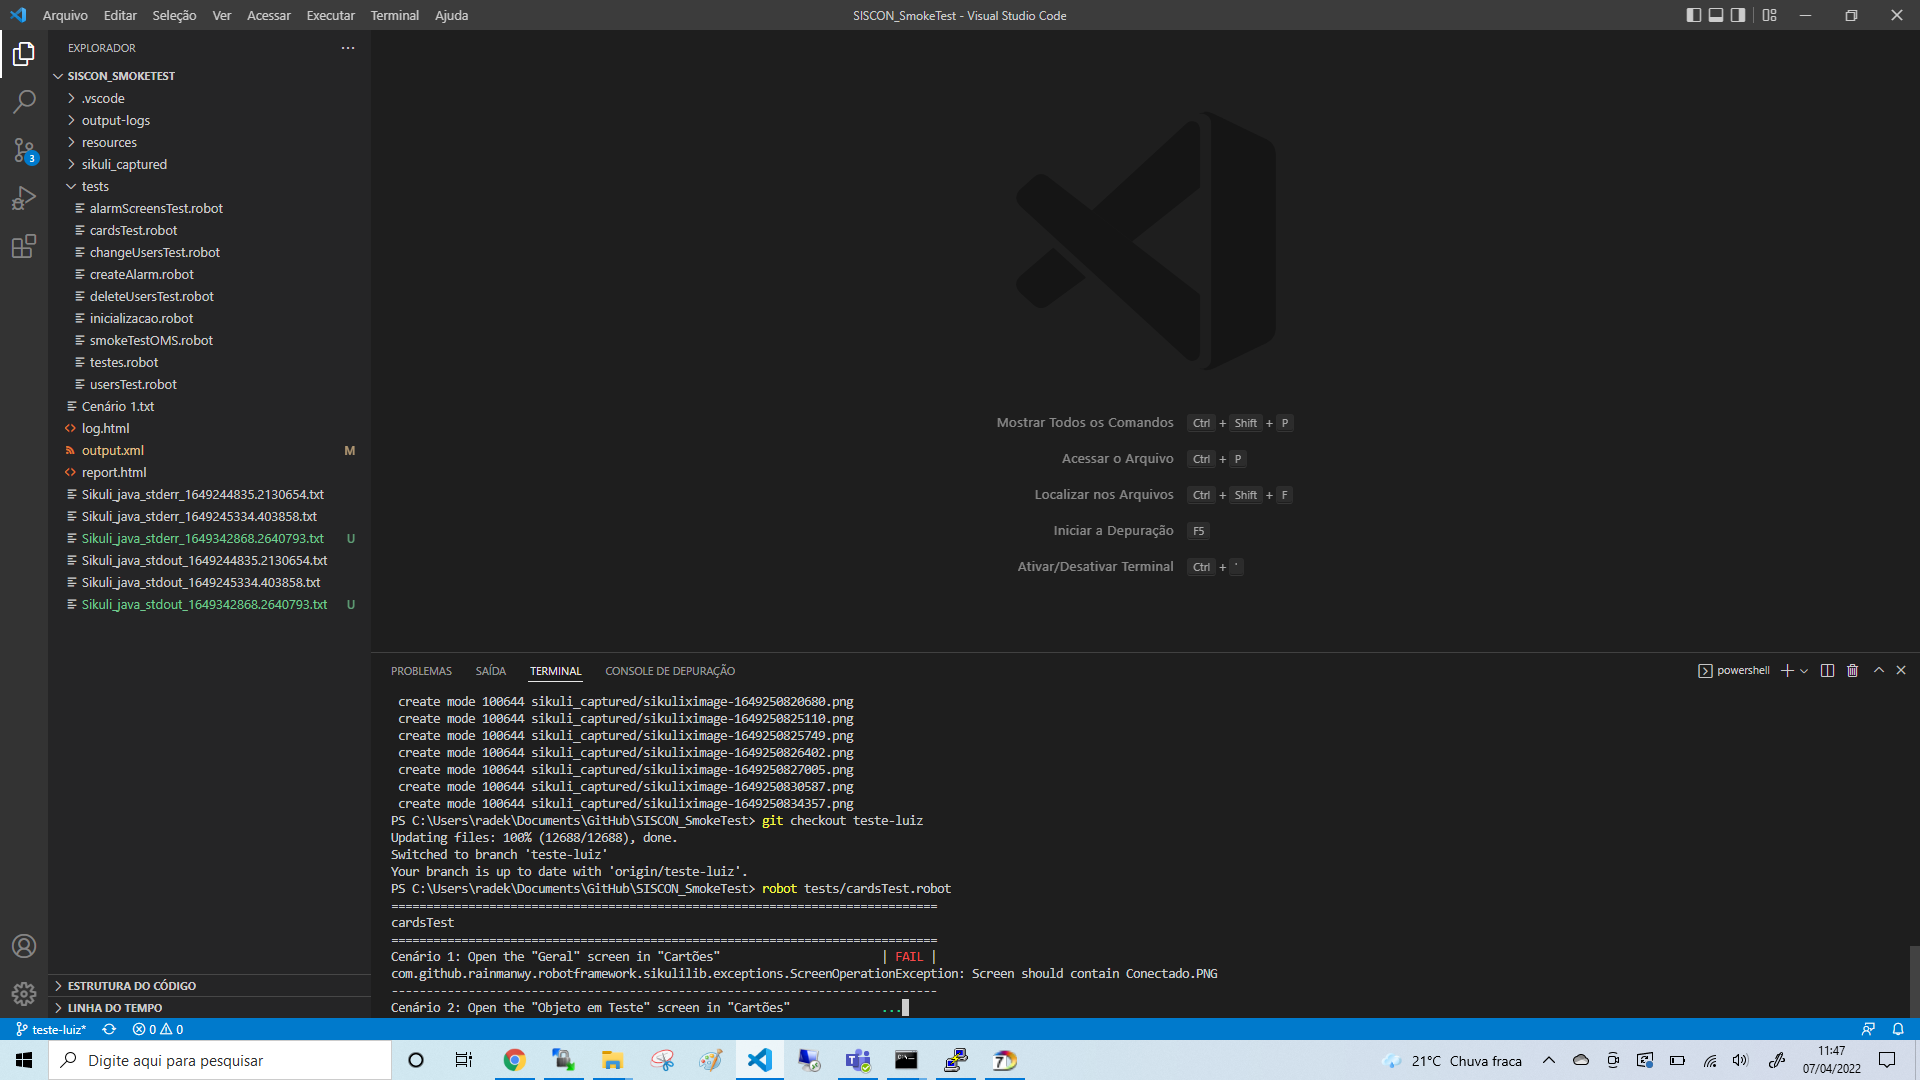 Arquivo Editar Seleção Ver Acessar Executar Terminal Ajuda
SISCON_SmokeTest - Visual Studio Code
EXPLORADOR
SISCON_SMOKETEST
.vscode
output-logs
resources
sikuli_captured
tests
alarmScreensTest.robot
cardsTest.robot
changeUsersTest.robot
createAlarm.robot
deleteUsersTest.robot
inicializacao.robot
smokeTestOMS.robot
testes.robot
usersTest.robot
Cenário 1.txt
log.html
output.xml M
report.html
Sikuli_java_stderr_1649244835.2130654.txt
Sikuli_java_stderr_1649245334.403858.txt
Sikuli_java_stderr_1649342868.2640793.txt U
Sikuli_java_stdout_1649244835.2130654.txt
Sikuli_java_stdout_1649245334.403858.txt
Sikuli_java_stdout_1649342868.2640793.txt U
ESTRUTURA DO CÓDIGO
LINHA DO TEMPO
3
Mostrar Todos os Comandos Ctrl + Shift + P
Acessar o Arquivo Ctrl + P
Localizar nos Arquivos Ctrl + Shift + F
Iniciar a Depuração F5
Ativar/Desativar Terminal Ctrl + `
PROBLEMAS SAÍDA TERMINAL CONSOLE DE DEPURAÇÃO
powershell
create mode 100644 sikuli_captured/sikuliximage-1649250820680.png
create mode 100644 sikuli_captured/sikuliximage-1649250825110.png
create mode 100644 sikuli_captured/sikuliximage-1649250825749.png
create mode 100644 sikuli_captured/sikuliximage-1649250826402.png
create mode 100644 sikuli_captured/sikuliximage-1649250827005.png
create mode 100644 sikuli_captured/sikuliximage-1649250830587.png
create mode 100644 sikuli_captured/sikuliximage-1649250834357.png
PS C:\Users\radek\Documents\GitHub\SISCON_SmokeTest> git checkout teste-luiz
Updating files: 100% (12688/12688), done.
Switched to branch 'teste-luiz'
Your branch is up to date with 'origin/teste-luiz'.
PS C:\Users\radek\Documents\GitHub\SISCON_SmokeTest> robot tests/cardsTest.robot
==============================================================================
cardsTest
==============================================================================
Cenário 1: Open the "Geral" screen in "Cartões" | FAIL |
com.github.rainmanwy.robotframework.sikulilib.exceptions.ScreenOperationException: Screen should contain Conectado.PNG
------------------------------------------------------------------------------
Cenário 2: Open the "Objeto em Teste" screen in "Cartões" ...
teste-luiz* 0 0
Digite aqui para pesquisar
7
21°C Chuva fraca
11:47
07/04/2022